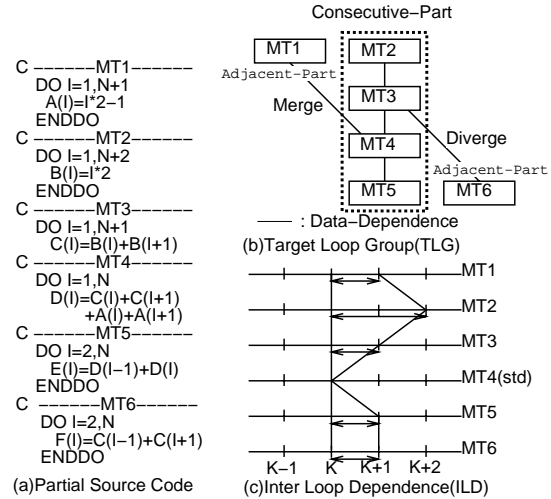 C ------MT1------
DO I=1,N+1
A(I)=I*2-1
ENDDO
C ------MT2------
DO I=1,N+2
B(I)=I*2
ENDDO
C ------MT3------
DO I=1,N+1
C(I)=B(I)+B(I+1)
C ------MT4------
DO I=1,N
D(I)=C(I)+C(I+1)
+A(I)+A(I+1)
C ------MT5------
DO I=2,N
E(I)=D(I-1)+D(I)
ENDDO
C ------MT6------
DO I=2,N
F(I)=C(I-1)+C(I+1)
ENDDO
(a)Partial Source Code
Consecutive-Part
MT1
MT2
Adjacent-Part
MT3
Merge
MT4
Diverge
Adjacent-Part
MT5
MT6
—— : Data-Dependence
(b)Target Loop Group(TLG)
MT1
MT2
MT3
MT4(std)
MT5
MT6
K-1 K K+1 K+2
(c)Inter Loop Dependence(ILD)